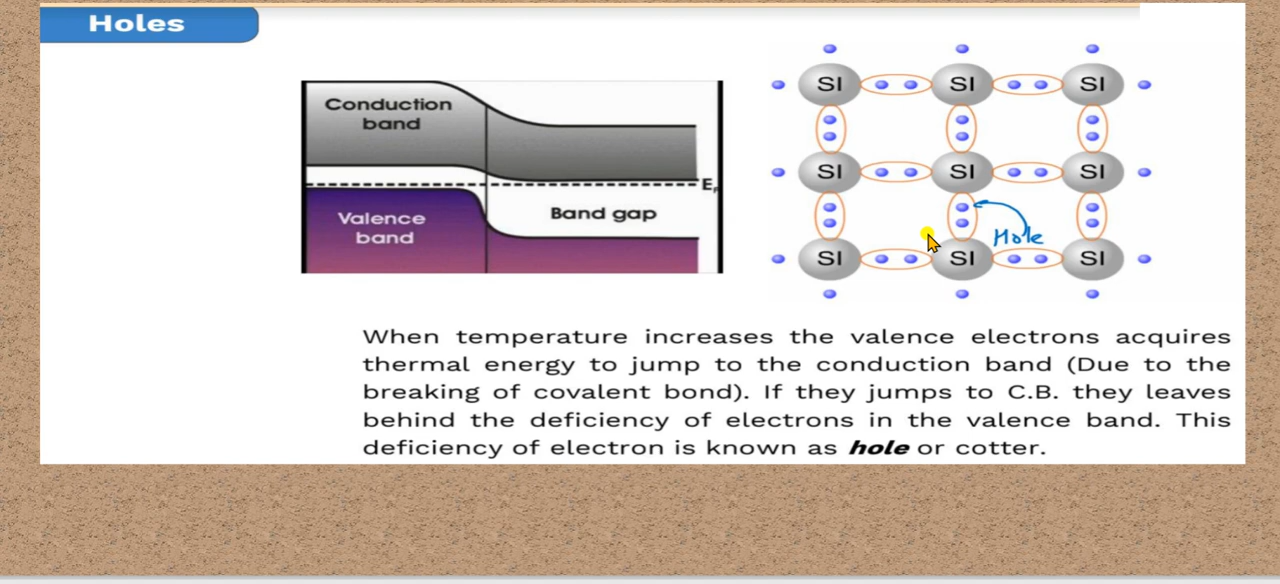 Holes
Conduction
band
E
Valence
band
Band gap
SI SI SI
SI SI SI
Hole
SI SI SI
When temperature increases the valence electrons acquires
thermal energy to jump to the conduction band (Due to the
breaking of covalent bond). If they jumps to C.B. they leaves
behind the deficiency of electrons in the valence band. This
deficiency of electron is known as hole or cotter.